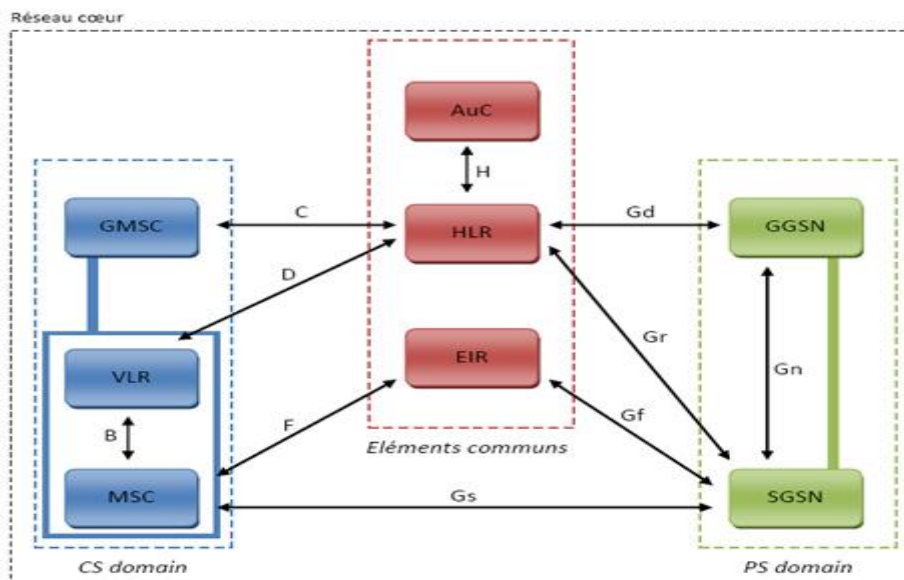 Réseau cœur
AuC
H
GMSC
C
HLR
Gd
GGSN
D
Gr
VLR
EIR
Gn
B
F
Gf
Eléments communs
MSC
Gs
SGSN
CS domain
PS domain